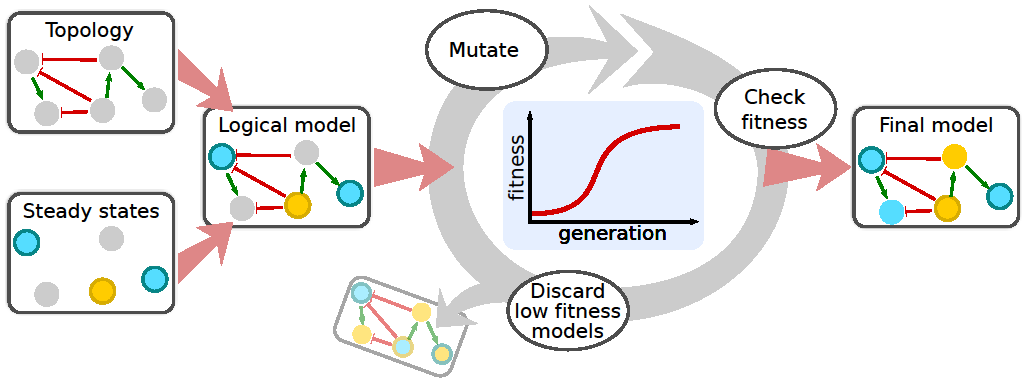 Topology
Steady states
Logical model
Mutate
Check
fitness
fitness
generation
Discard
low fitness
models
Final model